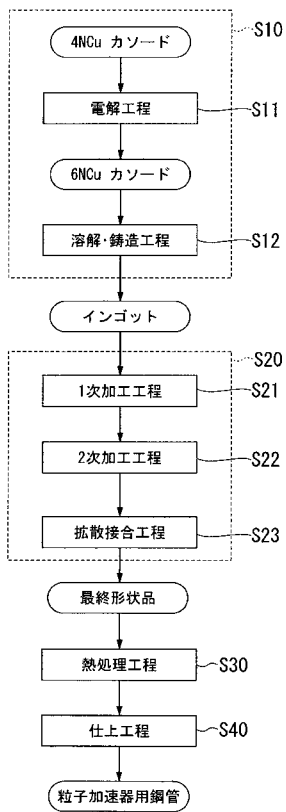 4NCu カソード
S10
電解工程
S11
6NCu カソード
溶解・鋳造工程
S12
インゴット
S20
1次加工工程
S21
2次加工工程
S22
拡散接合工程
S23
最終形状品
熱処理工程
S30
仕上工程
S40
粒子加速器用銅管